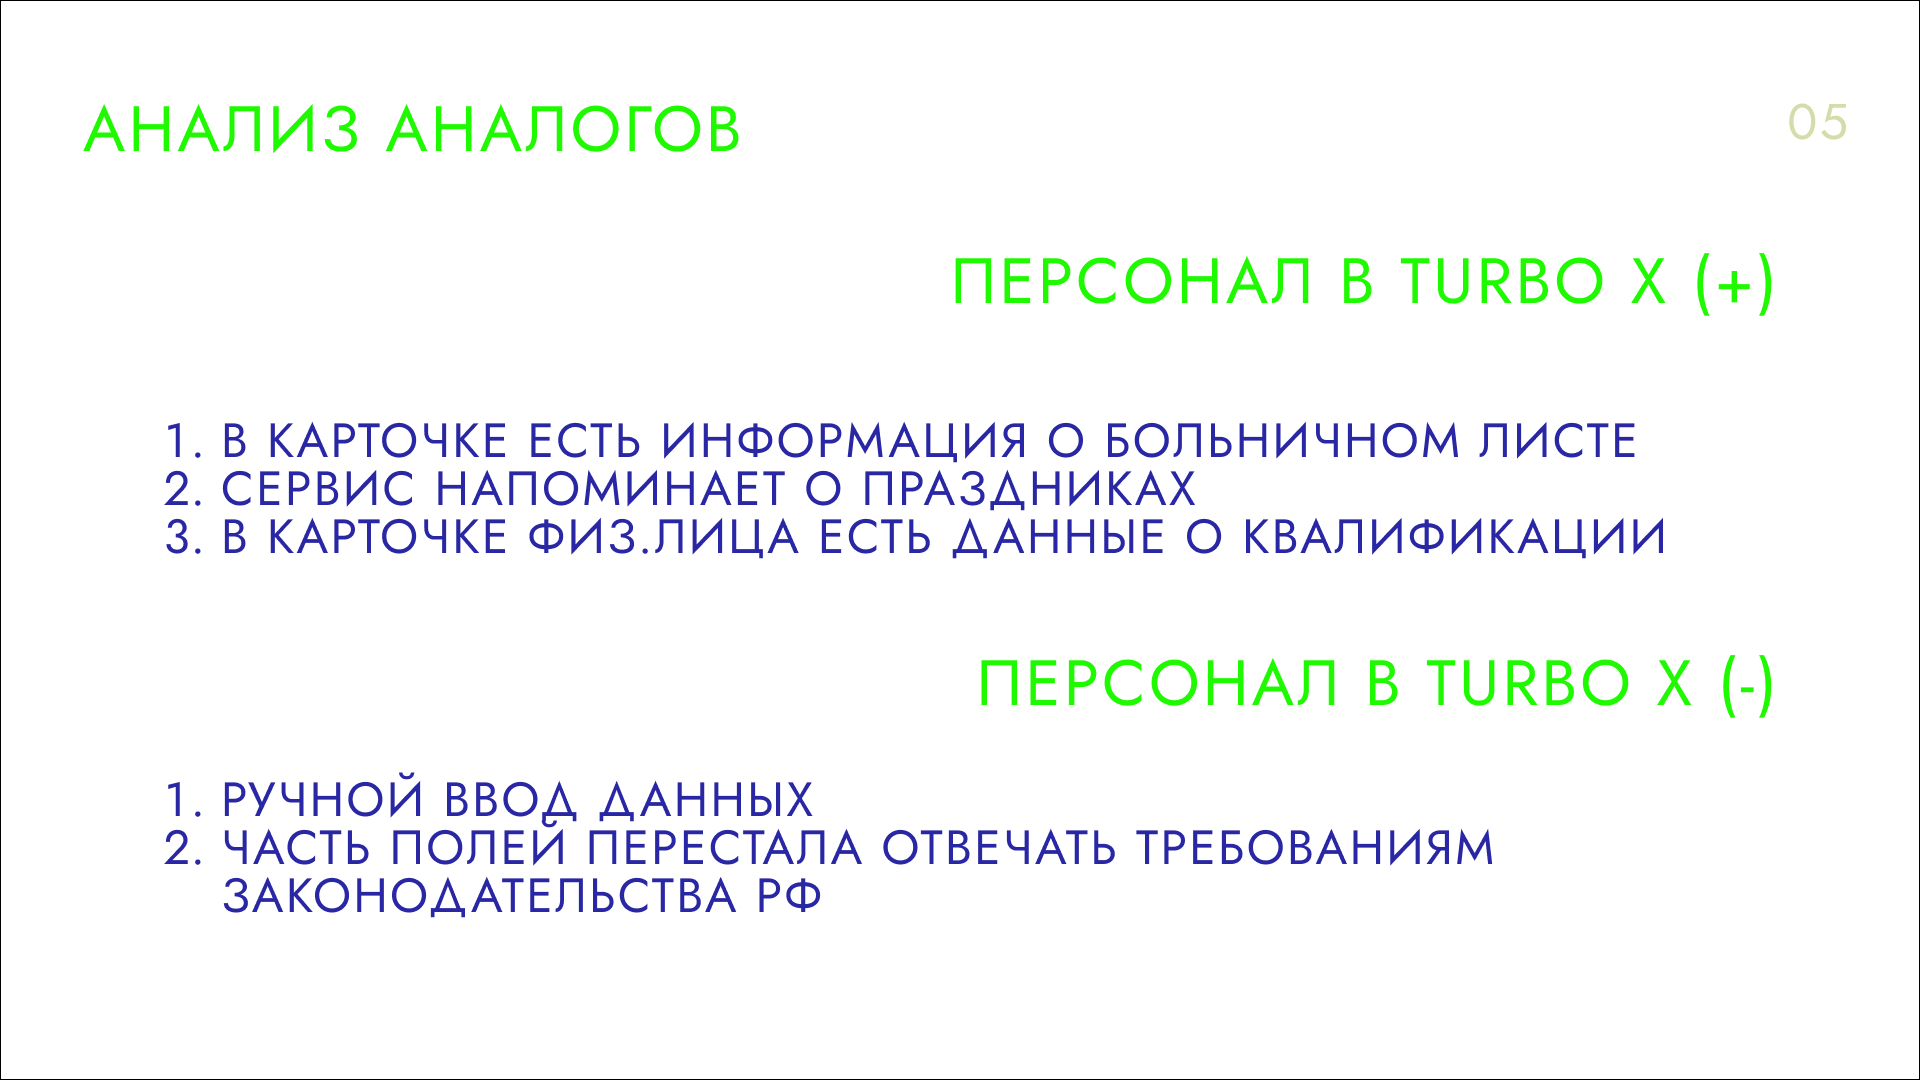 АНАЛИЗ АНАЛОГОВ
05
ПЕРСОНАЛ В TURBO X (+)
1. В КАРТОЧКЕ ЕСТЬ ИНФОРМАЦИЯ О БОЛЬНИЧНОМ ЛИСТЕ
2. СЕРВИС НАПОМИНАЕТ О ПРАЗДНИКАХ
3. В КАРТОЧКЕ ФИЗ.ЛИЦА ЕСТЬ ДАННЫЕ О КВАЛИФИКАЦИИ
ПЕРСОНАЛ В TURBO X (-)
1. РУЧНОЙ ВВОД ДАННЫХ
2. ЧАСТЬ ПОЛЕЙ ПЕРЕСТАЛА ОТВЕЧАТЬ ТРЕБОВАНИЯМ
ЗАКОНОДАТЕЛЬСТВА РФ